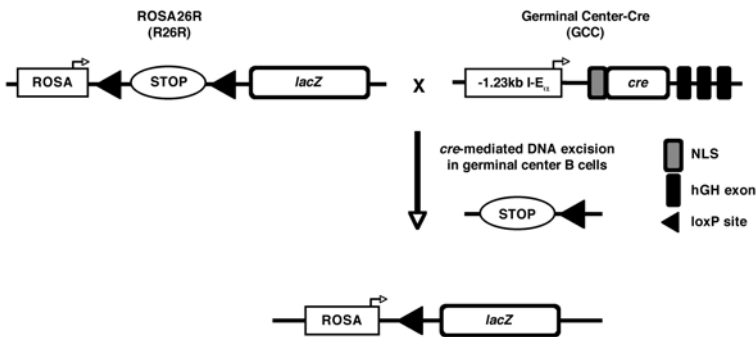 ROSA26R
(R26R)
Germinal Center-Cre
(GCC)
ROSA
STOP
lacZ
X
-1.23kb I-Eα
cre
cre-mediated DNA excision
in germinal center B cells
STOP
NLS
hGH exon
loxP site
ROSA
lacZ